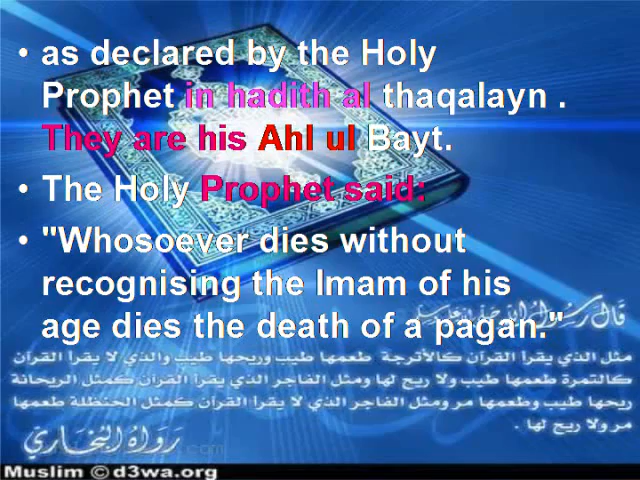 • as declared by the Holy
Prophet in hadith al thaqalayn .
They are his Ahl ul Bayt.
• The Holy Prophet said:
• "Whosoever dies without
recognising the Imam of his
age dies the death of a pagan."
قال رسول الله
مثل الذي يقرأ القرآن كالأترجة طعمها طيب وريحها طيب والذي لا يقرأ القرآن
كالتمرة طعمها طيب ولا ريح لها ومثل الفاجر الذي يقرأ القرآن كمثل الريحانة
ريحها طيب وطعمها مر ومثل الفاجر الذي لا يقرأ القرآن كمثل الحنظلة طعمها
مر ولا ريح لها .
رواه البخاري
Muslim © d3wa.org